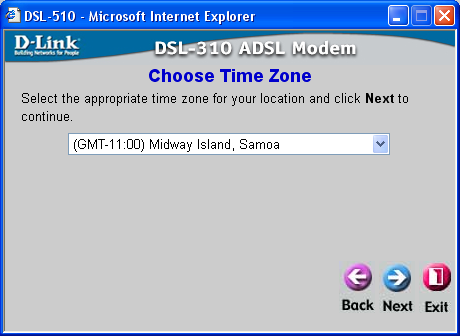 DSL-510 - Microsoft Internet Explorer
D-Link
Building Networks for People
DSL-310 ADSL Modem
Choose Time Zone
Select the appropriate time zone for your location and click Next to
continue.
(GMT-11:00) Midway Island, Samoa
Back Next Exit